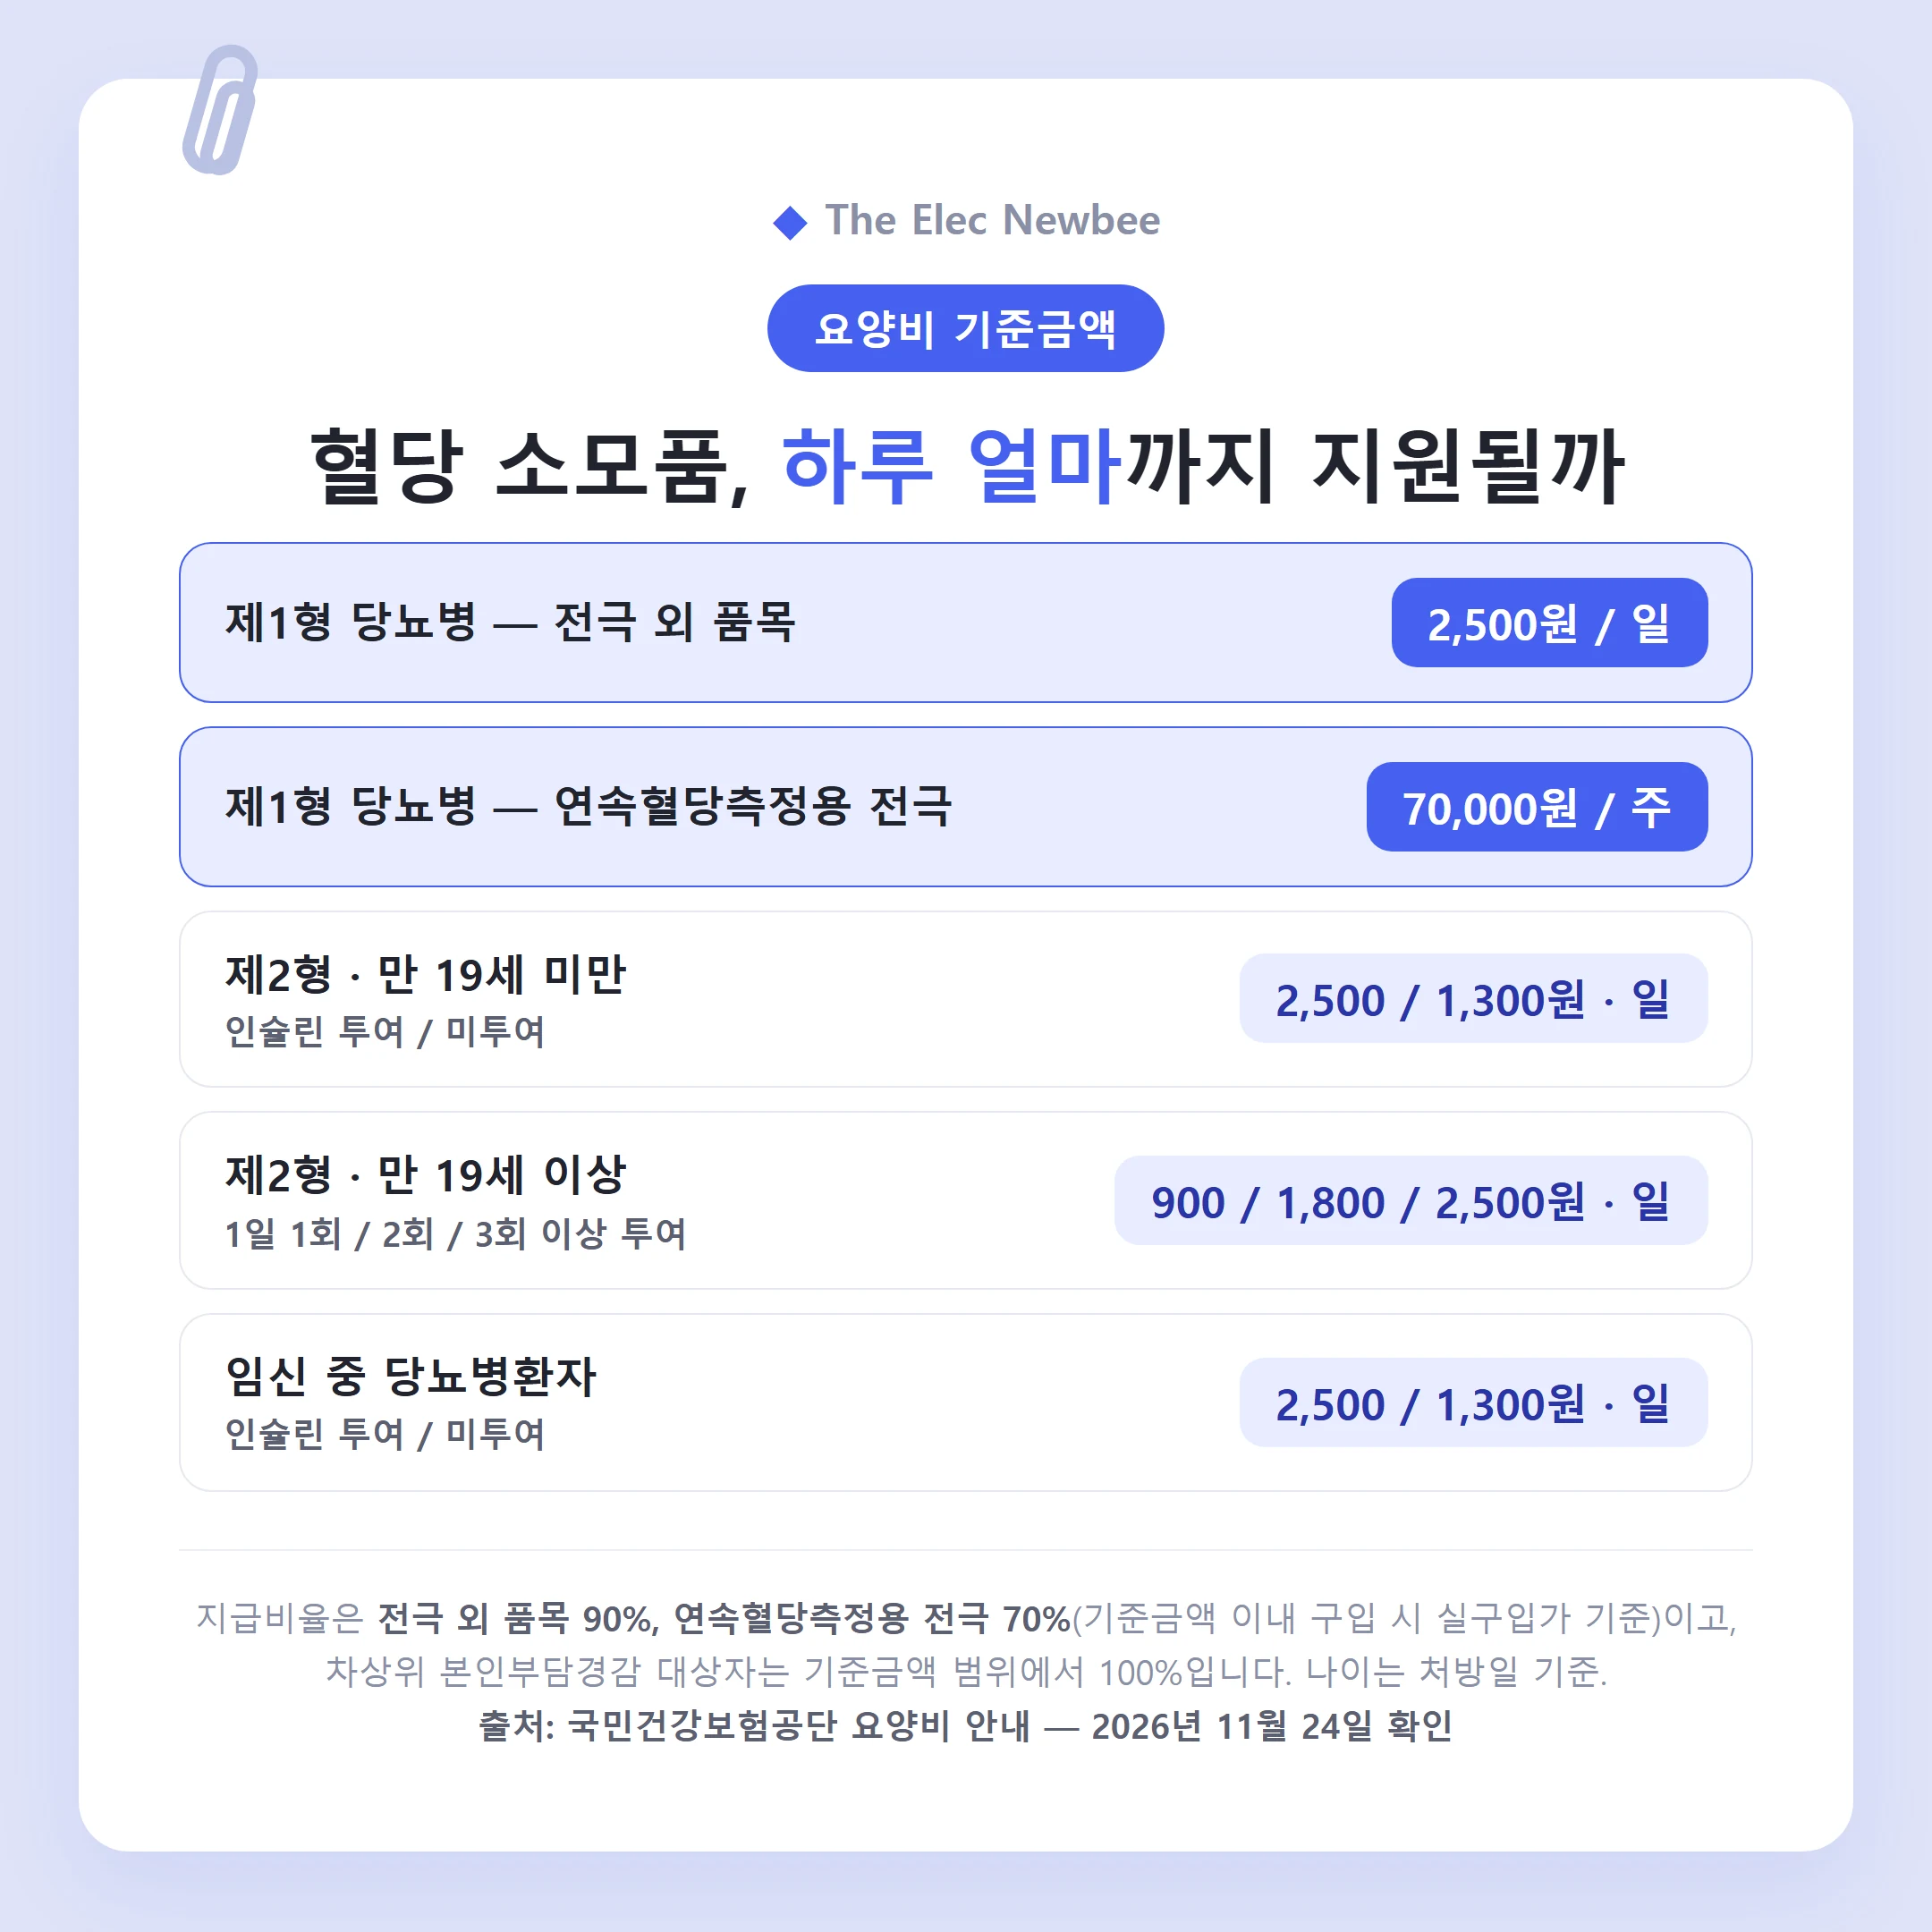 The Elec Newbee
요양비 기준금액
혈당 소모품, 하루 얼마까지 지원될까
제1형 당뇨병 — 전극 외 품목
2,500원 / 일
제1형 당뇨병 — 연속혈당측정용 전극
70,000원 / 주
제2형 · 만 19세 미만
인슐린 투여 / 미투여
2,500 / 1,300원 · 일
제2형 · 만 19세 이상
1일 1회 / 2회 / 3회 이상 투여
900 / 1,800 / 2,500원 · 일
임신 중 당뇨병환자
인슐린 투여 / 미투여
2,500 / 1,300원 · 일
지급비율은 전극 외 품목 90%, 연속혈당측정용 전극 70%(기준금액 이내 구입 시 실구입가 기준)이고,
차상위 본인부담경감 대상자는 기준금액 범위에서 100%입니다. 나이는 처방일 기준.
출처: 국민건강보험공단 요양비 안내 — 2026년 11월 24일 확인